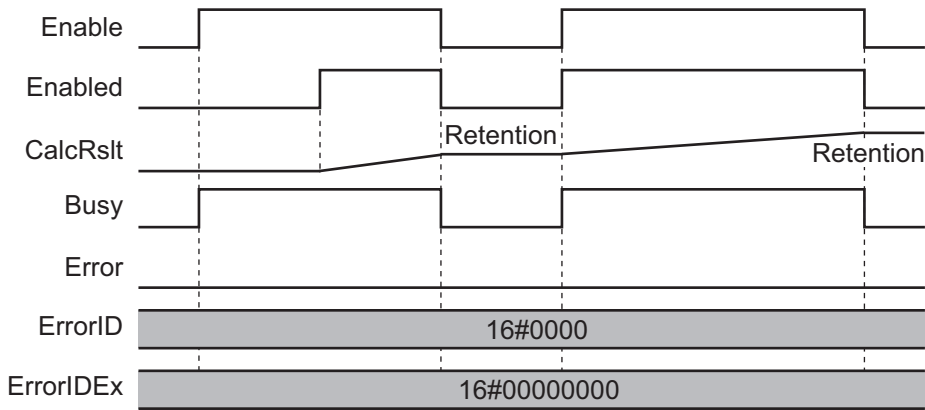 Enable
Enabled
Retention
CalcRslt
Retention
Busy
Error
ErrorID
16#0000
ErrorIDEx
16#00000000